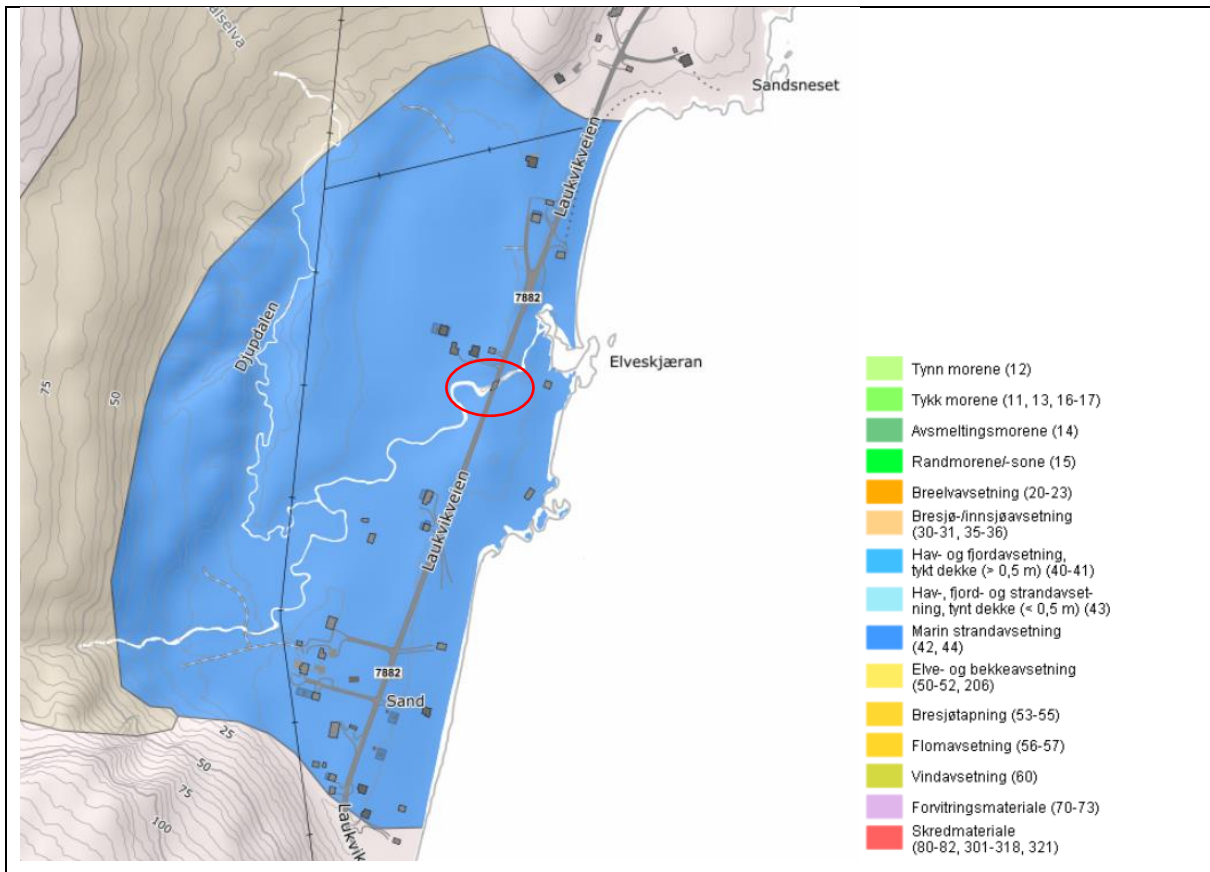 alselva
Sandsneset
Laukvikveien
7882
Djupdalen
Elveskjæran
75
50
Laukvikveien
7882
Sand
25
50
75
100
Laukvik
Tynn morene (12)
Tykk morene (11, 13, 16-17)
Avsmeltingsmorene (14)
Randmorene/-sone (15)
Breelvavsetning (20-23)
Bresjø-/innsjøavsetning
(30-31, 35-36)
Hav- og fjordavsetning,
tykt dekke (> 0,5 m) (40-41)
Hav-, fjord- og strandavset-
ning, tynt dekke (< 0,5 m) (43)
Marin strandavsetning
(42, 44)
Elve- og bekkeavsetning
(50-52, 206)
Bresjøtapning (53-55)
Flomavsetning (56-57)
Vindavsetning (60)
Forvitringsmateriale (70-73)
Skredmateriale
(80-82, 301-318, 321)